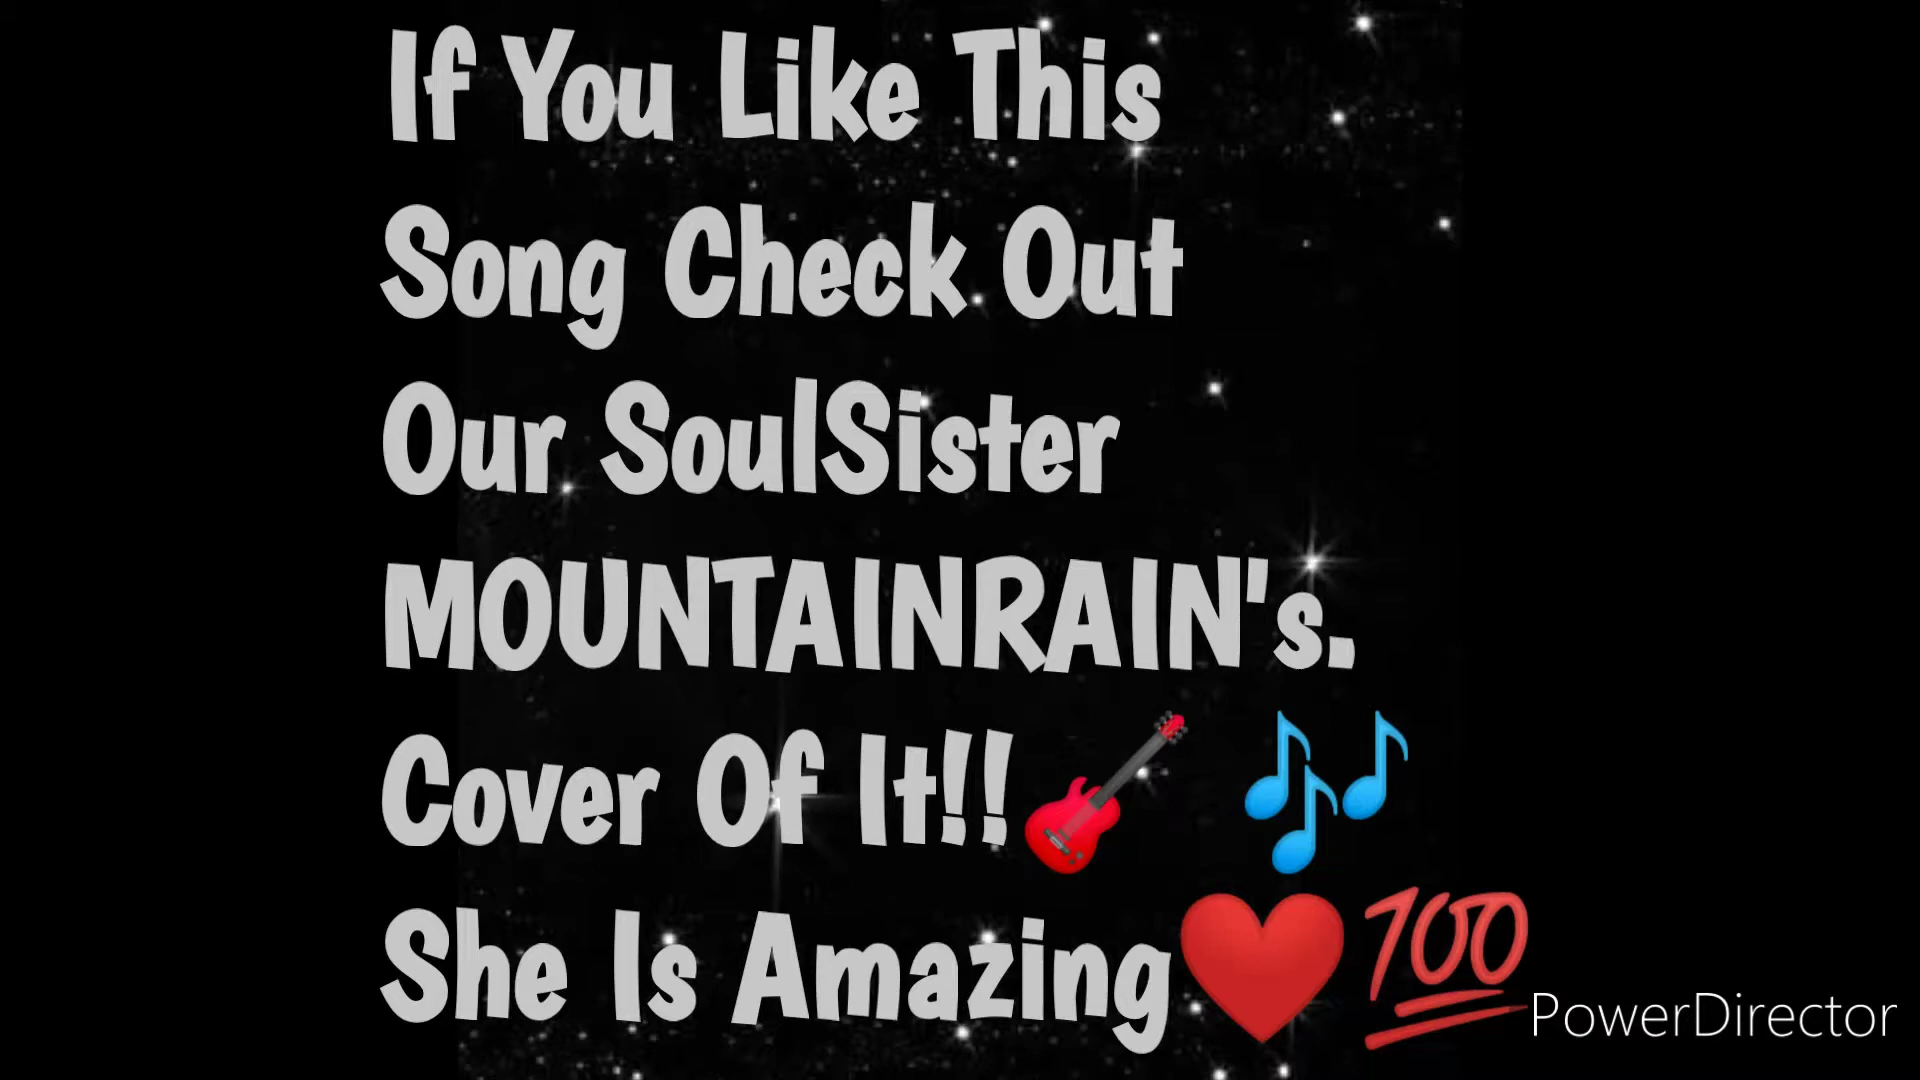 If You Like This
Song Check Out
Our SoulSister
MOUNTAINRAIN's.
Cover Of It!!🎸 🎶
She Is Amazing❤️💯
PowerDirector